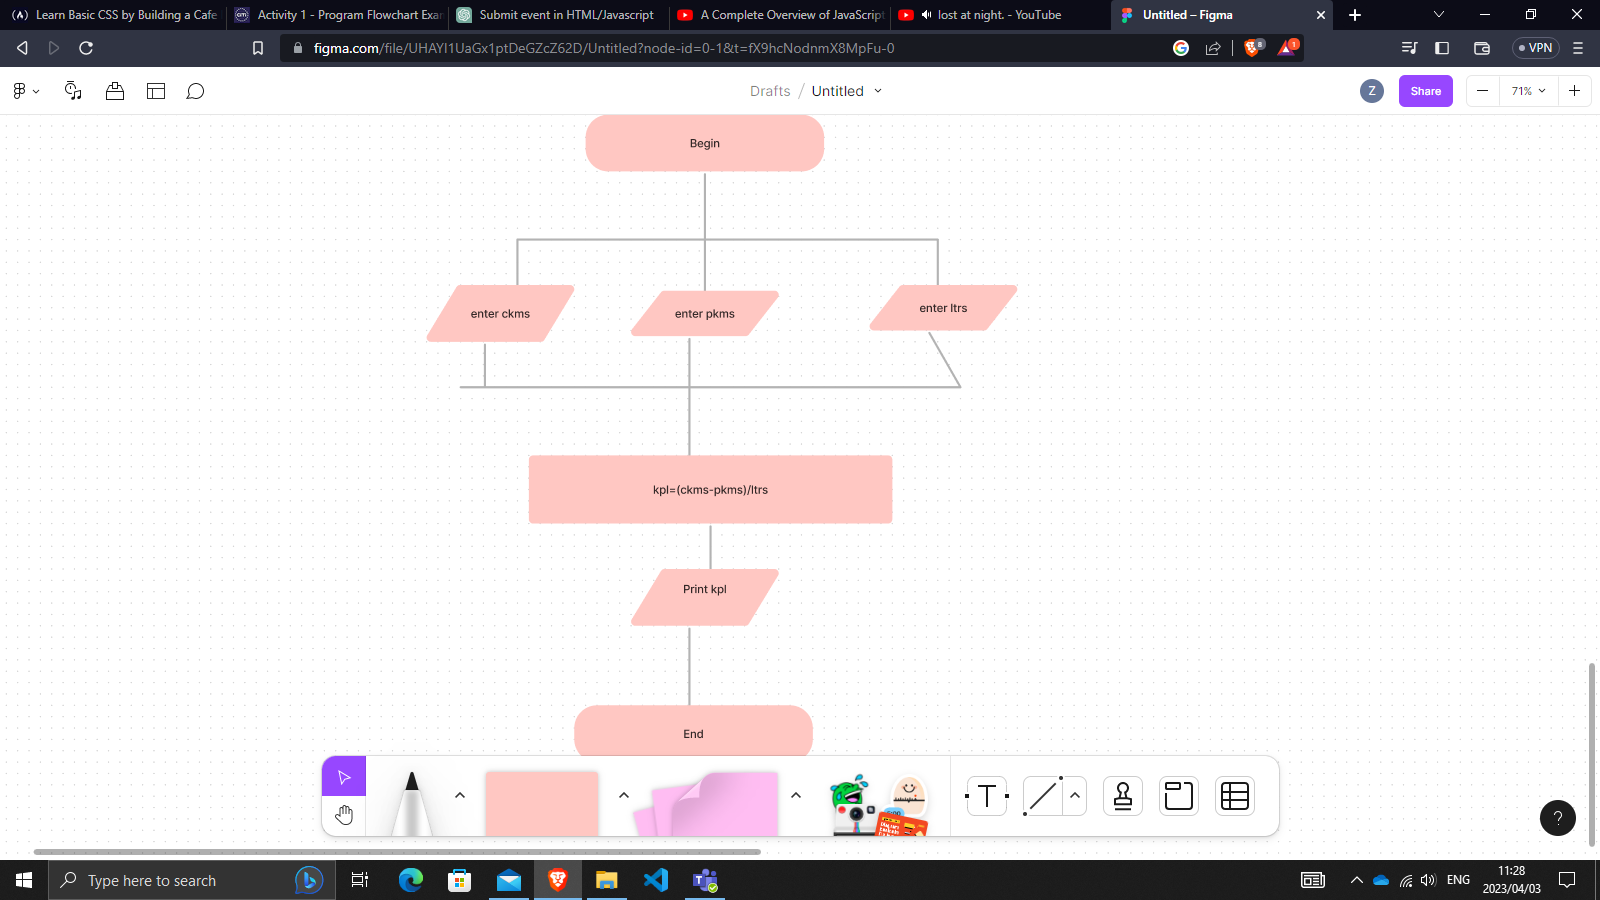 Learn Basic CSS by Building a Cafe
Activity 1 - Program Flowchart Exar
Submit event in HTML/Javascript
A Complete Overview of JavaScript
lost at night. - YouTube
Untitled – Figma
figma.com/file/UHAYI1UaGx1ptDeGZcZ62D/Untitled?node-id=0-1&t=fX9hcNodnmX8MpFu-0
8
1
VPN
Drafts / Untitled
Z
Share
71%
Begin
enter ckms
enter pkms
enter ltrs
kpl=(ckms-pkms)/ltrs
Print kpl
End
T
?
Type here to search
ENG
11:28
2023/04/03